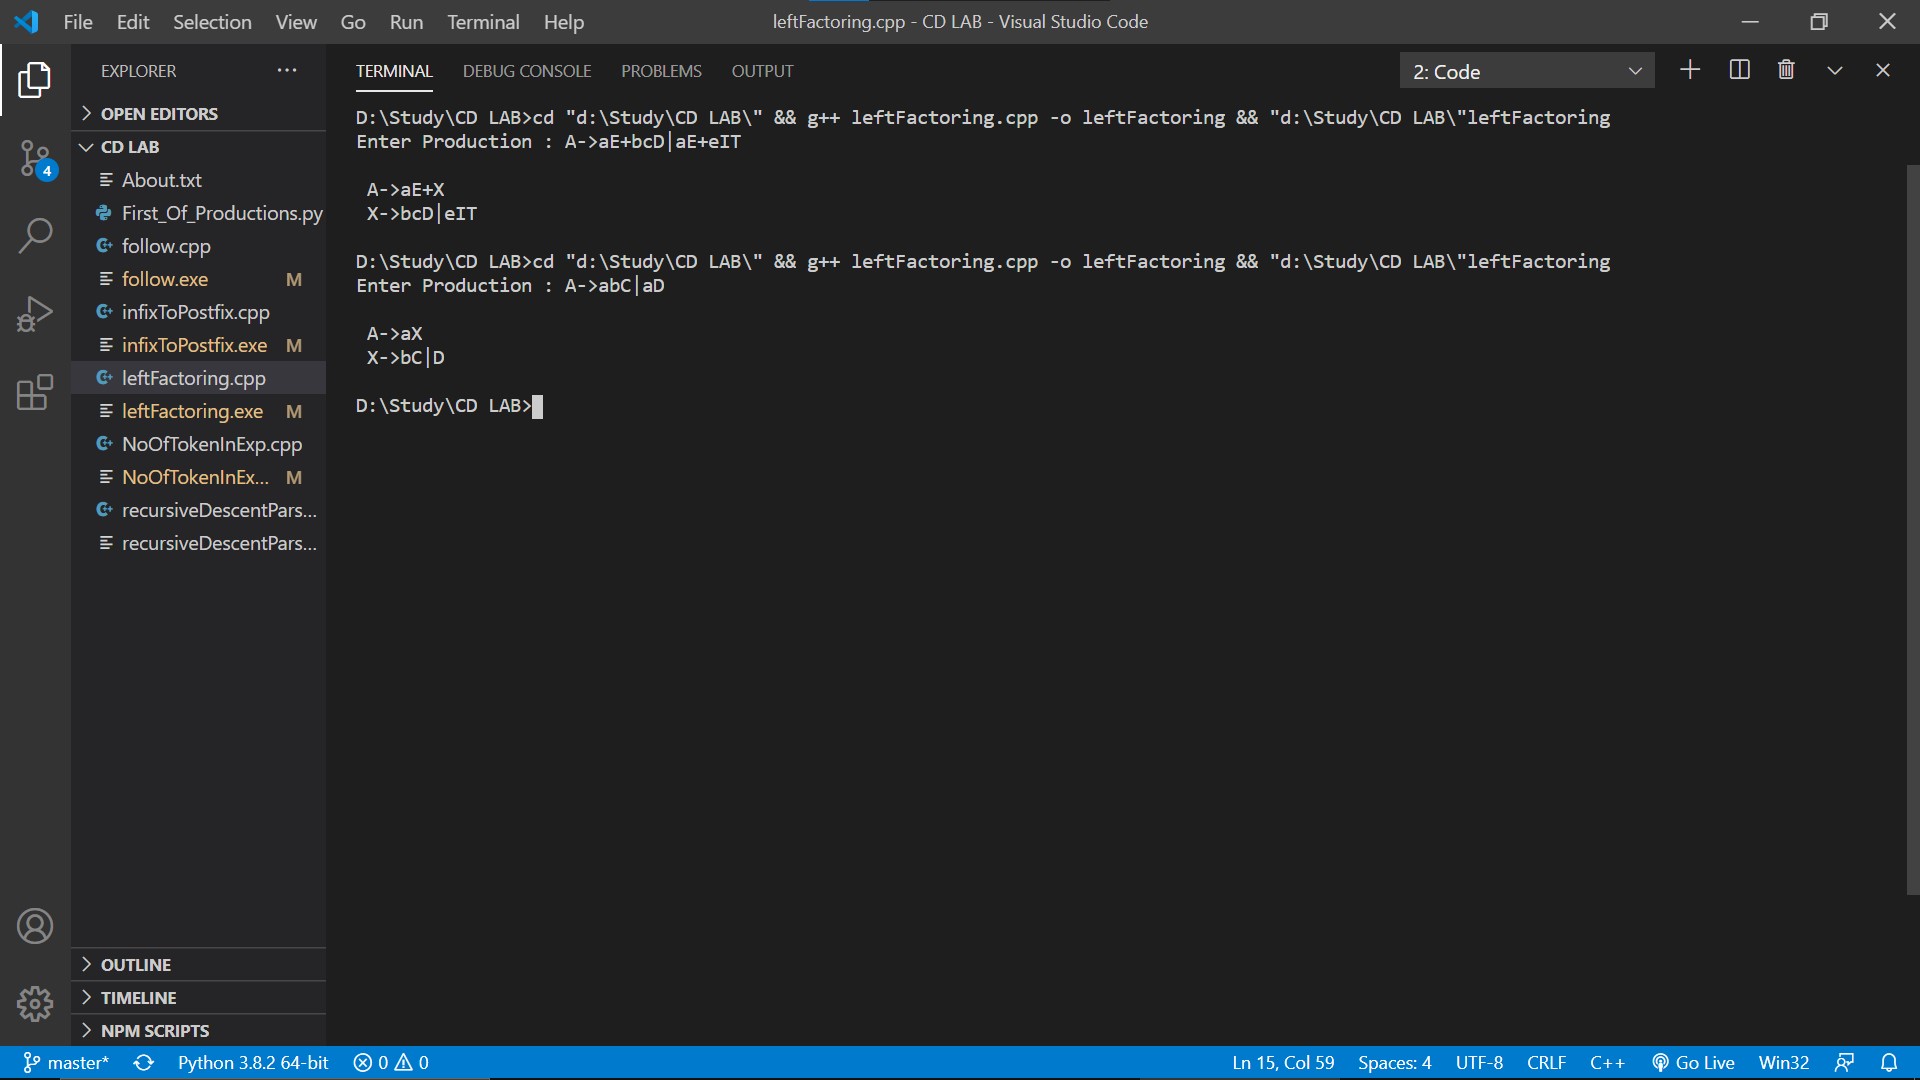 File Edit Selection View Go Run Terminal Help
leftFactoring.cpp - CD LAB - Visual Studio Code
EXPLORER
OPEN EDITORS
CD LAB
About.txt
First_Of_Productions.py
follow.cpp
follow.exe M
infixToPostfix.cpp
infixToPostfix.exe M
leftFactoring.cpp
leftFactoring.exe M
NoOfTokenInExp.cpp
NoOfTokenInEx... M
recursiveDescentPars...
recursiveDescentPars...
OUTLINE
TIMELINE
NPM SCRIPTS
4
TERMINAL DEBUG CONSOLE PROBLEMS OUTPUT
2: Code
D:\Study\CD LAB>cd "d:\Study\CD LAB\" && g++ leftFactoring.cpp -o leftFactoring && "d:\Study\CD LAB\"leftFactoring
Enter Production : A->aE+bcD|aE+eIT
A->aE+X
X->bcD|eIT
D:\Study\CD LAB>cd "d:\Study\CD LAB\" && g++ leftFactoring.cpp -o leftFactoring && "d:\Study\CD LAB\"leftFactoring
Enter Production : A->abC|aD
A->aX
X->bC|D
D:\Study\CD LAB>
master* Python 3.8.2 64-bit 0 0
Ln 15, Col 59 Spaces: 4 UTF-8 CRLF C++ Go Live Win32